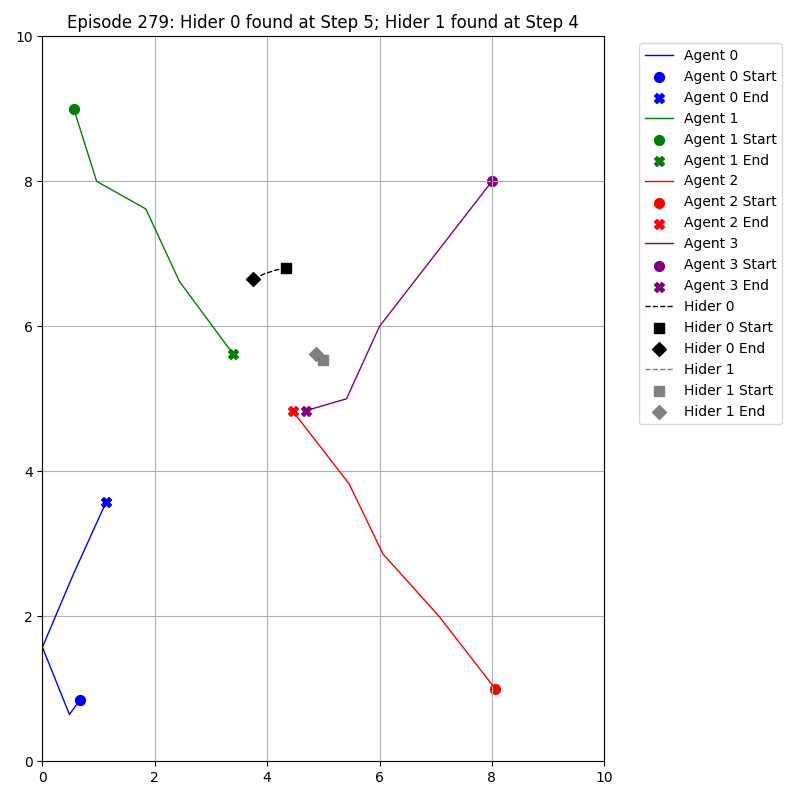 Episode 279: Hider 0 found at Step 5; Hider 1 found at Step 4
10
8
6
4
2
0
0 2 4 6 8 10
Agent 0
Agent 0 Start
Agent 0 End
Agent 1
Agent 1 Start
Agent 1 End
Agent 2
Agent 2 Start
Agent 2 End
Agent 3
Agent 3 Start
Agent 3 End
Hider 0
Hider 0 Start
Hider 0 End
Hider 1
Hider 1 Start
Hider 1 End